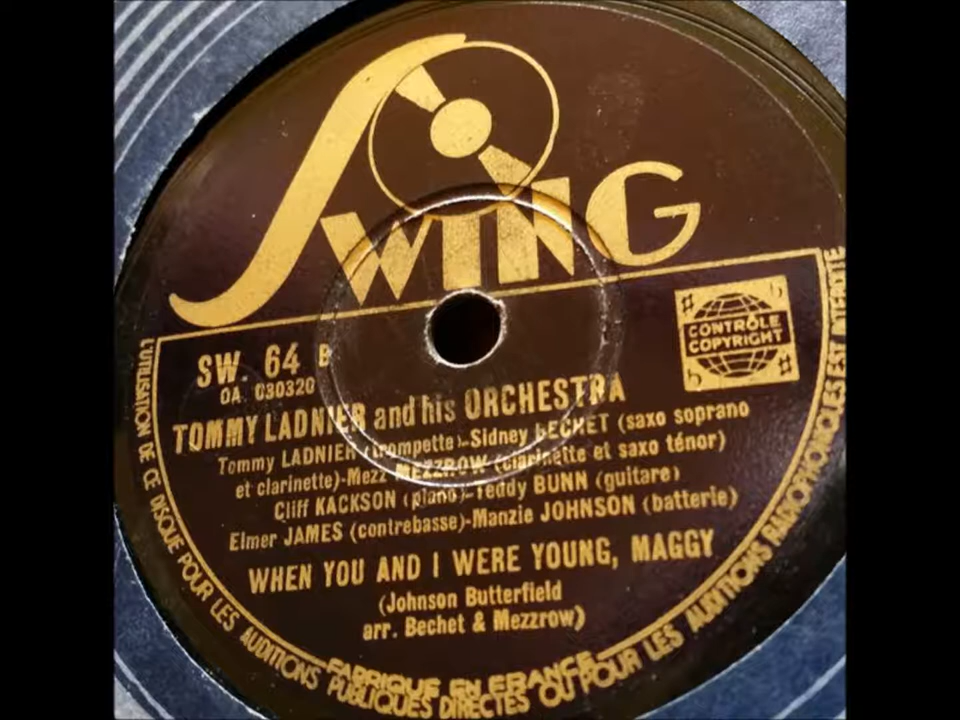 SWING
CONTRÔLE
COPYRIGHT
SW. 64 B
OA 030320
TOMMY LADNIER and his ORCHESTRA
Tommy LADNIER (trompette)-Sidney BECHET (saxo soprano
et clarinette)-Mezz MEZZROW (clarinette et saxo ténor)
Cliff KACKSON (piano)-Teddy BUNN (guitare)
Elmer JAMES (contrebasse)-Manzie JOHNSON (batterie)
WHEN YOU AND I WERE YOUNG, MAGGY
(Johnson Butterfield
arr. Bechet & Mezzrow)
FABRIQUE EN FRANCE
L'UTILISATION DE CE DISQUE POUR LES AUDITIONS PUBLIQUES DIRECTES OU POUR LES AUDITIONS RADIOPHONIQUES EST INTERDITE